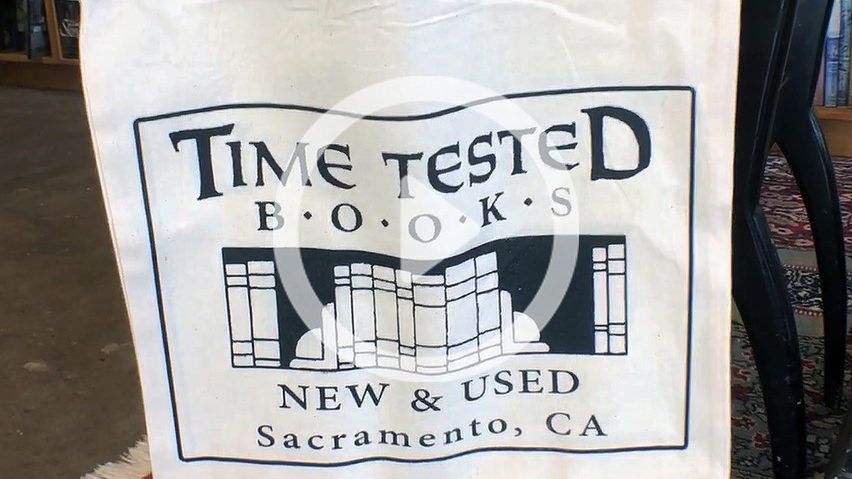 TIME TESTED
B·O·O·K·S
NEW & USED
Sacramento, CA